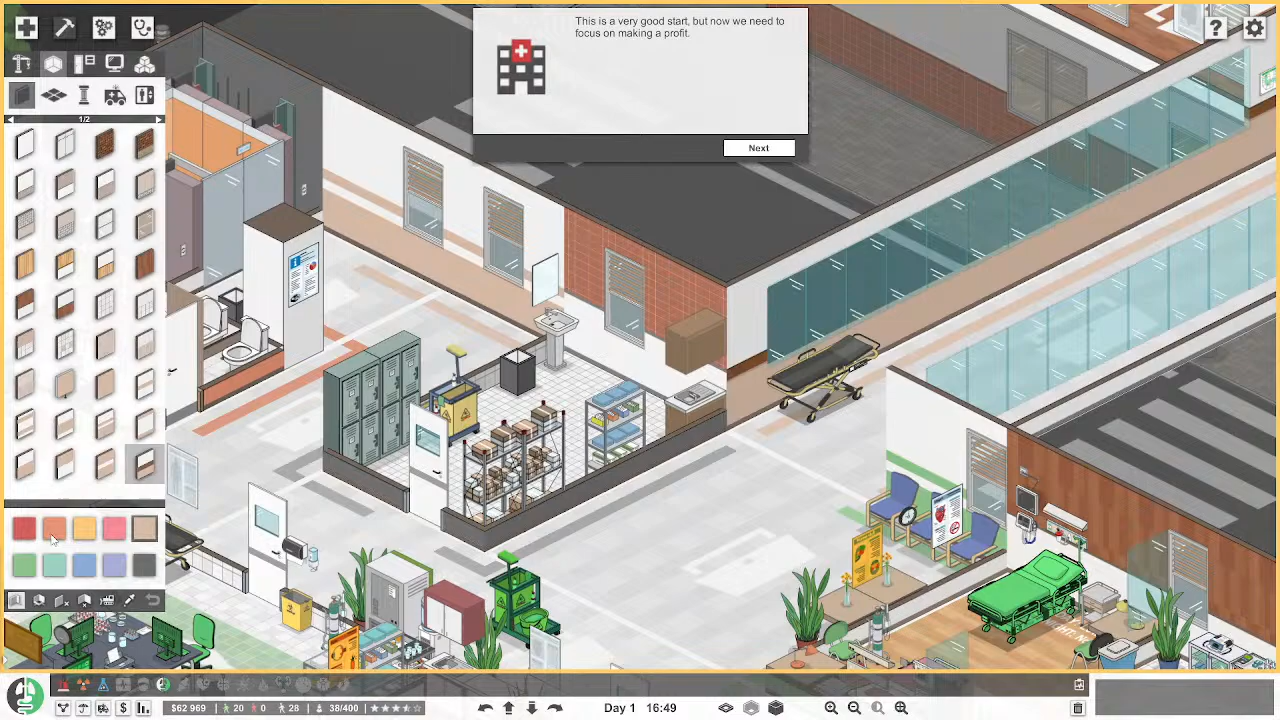 This is a very good start, but now we need to
focus on making a profit.
Next
?
1/2
$62 969
20
0
28
38/400
Day 1
16:49